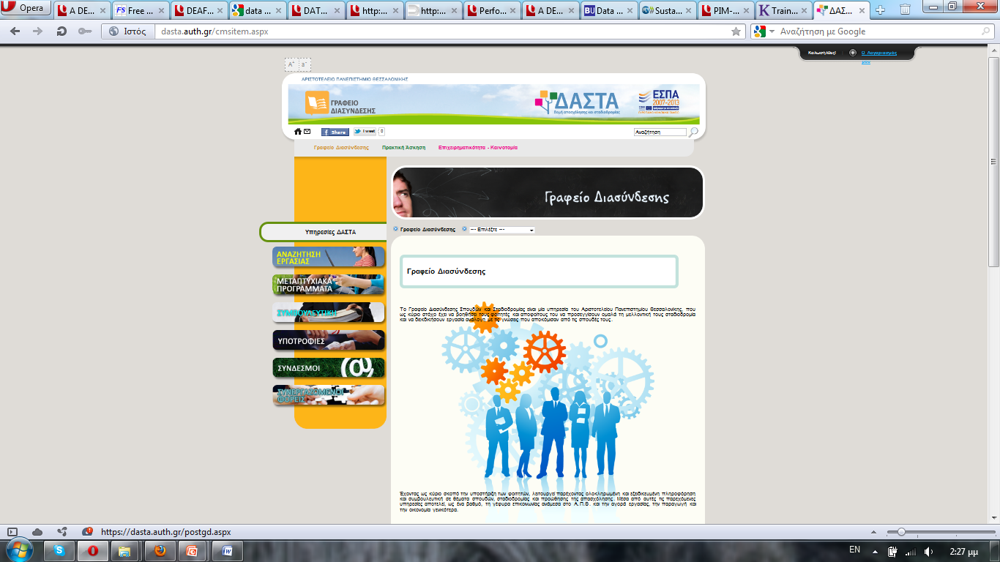 Opera
A DE...
Free ...
DEAF...
data ...
DAT...
http:...
http:...
Perfo...
A DE...
Data ...
Susta...
PIM-...
Train...
ΔΑΣ...
Ιστός
dasta.auth.gr/cmsitem.aspx
Αναζήτηση με Google
Καλωσήλθες!
Ο Λογαριασμός
μου
A+ a-
ΑΡΙΣΤΟΤΕΛΕΙΟ ΠΑΝΕΠΙΣΤΗΜΙΟ ΘΕΣΣΑΛΟΝΙΚΗΣ
ΓΡΑΦΕΙΟ
ΔΙΑΣΥΝΔΕΣΗΣ
ΔΑΣΤΑ
δομή απασχόλησης και σταδιοδρομίας
ΕΣΠΑ
2007-2013
Share
Tweet
0
Αναζήτηση
Γραφείο Διασύνδεσης
Πρακτική Άσκηση
Επιχειρηματικότητα - Καινοτομία
Γραφείο Διασύνδεσης
Υπηρεσίες ΔΑΣΤΑ
ΑΝΑΖΗΤΗΣΗ
ΕΡΓΑΣΙΑΣ
ΜΕΤΑΠΤΥΧΙΑΚΑ
ΠΡΟΓΡΑΜΜΑΤΑ
ΣΥΜΒΟΥΛΕΥΤΙΚΗ
ΥΠΟΤΡΟΦΙΕΣ
ΣΥΝΔΕΣΜΟΙ
@
ΣΥΝΕΡΓΑΖΟΜΕΝΟΙ
ΦΟΡΕΙΣ
Γραφείο Διασύνδεσης
--- Επιλέξτε ---
Γραφείο Διασύνδεσης
Το Γραφείο Διασύνδεσης Σπουδών και Σταδιοδρομίας είναι μία υπηρεσία του Αριστοτελείου Πανεπιστημίου Θεσσαλονίκης, που
ως κύριο στόχο έχει να βοηθήσει τους φοιτητές και αποφοίτους του να προσεγγίσουν ομαλά τη μελλοντική τους σταδιοδρομία
και να διεκδικήσουν εργασία ανάλογη με τις γνώσεις που αποκόμισαν από τις σπουδές τους.
Έχοντας ως κύριο σκοπό την υποστήριξη των φοιτητών, λειτουργεί παρέχοντας ολοκληρωμένη και εξειδικευμένη πληροφόρηση
και συμβουλευτική σε θέματα σπουδών, σταδιοδρομίας και προώθησης της απασχόλησης. Μέσα από αυτές τις παρεχόμενες
υπηρεσίες αποτελεί, ως ένα βαθμό, τη γέφυρα επικοινωνίας ανάμεσα στο Α.Π.Θ. και την αγορά εργασίας, την παραγωγή και
την οικονομία γενικότερα.
https://dasta.auth.gr/postgd.aspx
EN
2:27 μμ